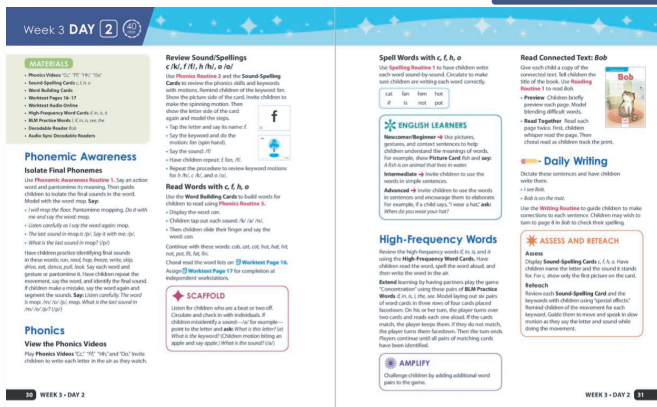 Week 3 DAY 2 40
MATERIALS
• Phonics Videos "Cc," "Ff," "Hh," "Oo"
• Sound-Spelling Cards c, f, h, o
• Word Building Cards
• Worktext Pages 16–17
• Worktext Audio Online
• High-Frequency Word Cards if, in, is, it
• BLM Practice Words I, if, in, is, see, the
• Decodable Reader Bob
• Audio Sync Decodable Readers
Phonemic Awareness
Isolate Final Phonemes
Use Phonemic Awareness Routine 1. Say an action
word and pantomime its meaning. Then guide
children to isolate the final sounds in the word.
Model with the word mop. Say:
• I will mop the floor. Pantomime mopping. Do it with
me and say the word: mop.
• Listen carefully as I say the word again: mop.
• The last sound in mop is /p/. Say it with me: /p/.
• What is the last sound in mop? (/p/)
Have children practice identifying final sounds
in these words: run, read, hop, freeze, write, skip,
drive, eat, dance, pull, look. Say each word and
gesture or pantomime it. Have children repeat the
movement, say the word, and identify the final sound.
If children make a mistake, say the word again and
segment the sounds. Say: Listen carefully. The word
is mop: /m/ /o/ /p/, mop. What is the last sound in
/m/ /o/ /p/? (/p/)
Phonics
View the Phonics Videos
Play Phonics Videos "Cc," "Ff," "Hh," and "Oo." Invite
children to write each letter in the air as they watch.
30 WEEK 3 • DAY 2
Review Sound/Spellings
c /k/, f /f/, h /h/, o /o/
Use Phonics Routine 2 and the Sound-Spelling
Cards to review the phonics skills and keywords
with motions. Remind children of the keyword fan.
Show the picture side of the card. Invite children to
make the spinning motion. Then
show the letter side of the card
again and model the steps.
• Tap the letter and say its name: f.
• Say the keyword and do the
motion: fan (spin hand).
• Say the sound: /f/
• Have children repeat: f, fan, /f/.
• Repeat the procedure to review keyword motions
for h /h/, c /k/, and o /o/.
f
Read Words with c, f, h, o
Use the Word Building Cards to build words for
children to read using Phonics Routine 5.
• Display the word can.
• Children tap out each sound: /k/ /a/ /n/.
• Then children slide their finger and say the
word: can.
Continue with these words: cab, cat, cot, hot, hat, hit,
not, pot, fit, fat, fin.
Choral read the word lists on Worktext Page 16.
Assign Worktext Page 17 for completion at
independent workstations.
SCAFFOLD
Listen for children who are a beat or two off.
Circulate and check in with individuals. If
children misidentify a sound—/a/ for example—
point to the letter and ask: What is this letter? (a)
What is the keyword? (Children motion biting an
apple and say apple.) What is the sound? (/a/)
Spell Words with c, f, h, o
Use Spelling Routine 1 to have children write
each word sound-by-sound. Circulate to make
sure children are writing each word correctly.
cat fan him hot
if is not pot
ENGLISH LEARNERS
Newcomer/Beginner → Use pictures,
gestures, and context sentences to help
children understand the meanings of words.
For example, show Picture Card fish and say:
A fish is an animal that lives in water.
Intermediate → Invite children to use the
words in simple sentences.
Advanced → Invite children to use the words
in sentences and encourage them to elaborate.
For example, if a child says, "I wear a hat," ask:
When do you wear your hat?
High-Frequency Words
Review the high-frequency words if, in, is, and it
using the High-Frequency Word Cards. Have
children read the word, spell the word aloud, and
then write the word in the air.
Extend learning by having partners play the game
"Concentration" using these pairs of BLM Practice
Words: if, in, is, I, the, see. Model laying out six pairs
of word cards in three rows of four cards placed
facedown. On his or her turn, the player turns over
two cards and reads each one aloud. If the cards
match, the player keeps them. If they do not match,
the player turns them facedown. Then the turn ends.
Players continue until all pairs of matching cards
have been identified.
AMPLIFY
Challenge children by adding additional word
pairs to the game.
Read Connected Text: Bob
Give each child a copy of the
connected text. Tell children the
title of the book. Use Reading
Routine 1 to read Bob.
• Preview Children briefly
preview each page. Model
blending difficult words.
• Read Together Read each
page twice. First, children
whisper read the page. Then
choral read as children track the print.
Bob
Daily Writing
Dictate these sentences and have children
write them.
• I see Bob.
• Bob is on the mat.
Use the Writing Routine to guide children to make
corrections to each sentence. Children may wish to
turn to page 8 in Bob to check their spelling.
ASSESS AND RETEACH
Assess
Display Sound-Spelling Cards c, f, h, o. Have
children name the letter and the sound it stands
for. For c, show only the first picture on the card.
Reteach
Review each Sound-Spelling Card and the
keywords with children using "special effects."
Remind children of the movement for each
keyword. Guide them to move and speak in slow
motion as they say the letter and sound while
doing the movement.
WEEK 3 • DAY 2 31